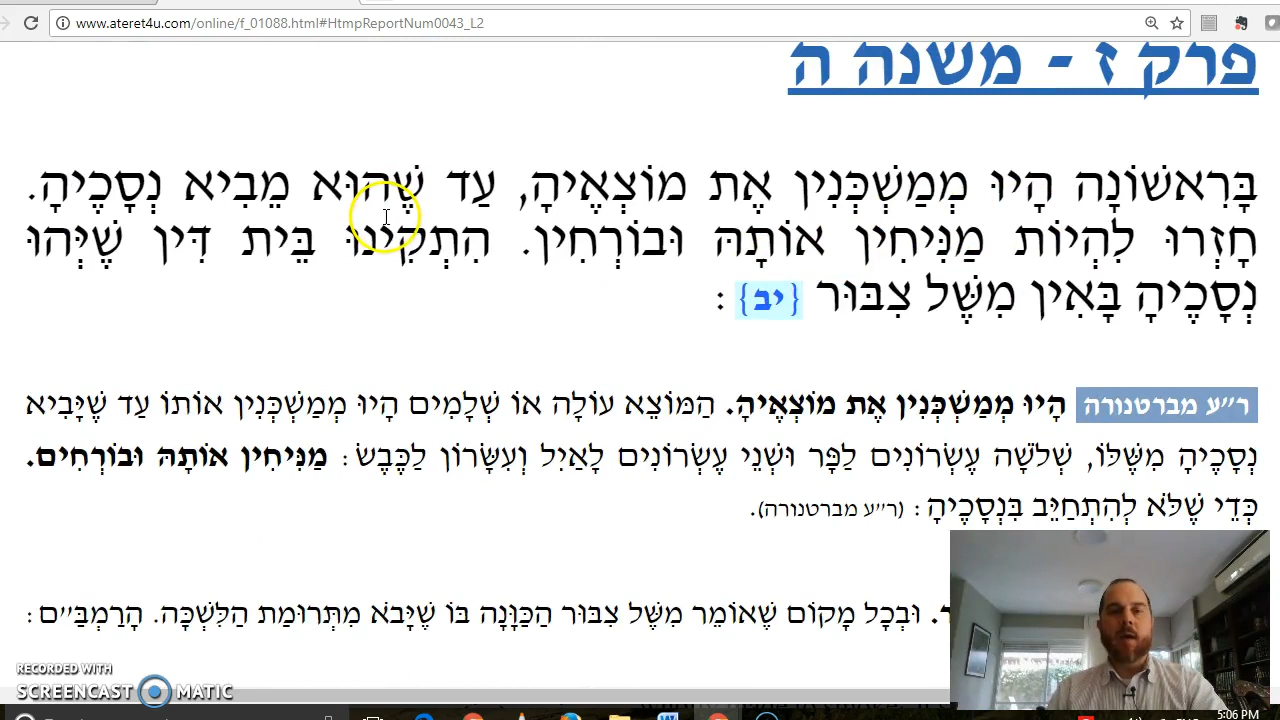 www.ateret4u.com/online/f_01088.html#HtmpReportNum0043_L2
פרק ז - משנה ה
בָּרִאשׁוֹנָה הָיוּ מְמַשְׁכְּנִין אֶת מוֹצְאֶיהָ, עַד שֶׁהוּא מֵבִיא נְסָכֶיהָ.
חָזְרוּ לִהְיוֹת מַנִּיחִין אוֹתָהּ וּבוֹרְחִין. הִתְקִינוּ בֵּית דִּין שֶׁיְּהוּ
נְסָכֶיהָ בָּאִין מִשֶּׁל צִבּוּר {יב} :
ר״ע מברטנורה הָיוּ מְמַשְׁכְּנִין אֶת מוֹצְאֶיהָ. הַמּוֹצֵא עוֹלָה אוֹ שְׁלָמִים הָיוּ מְמַשְׁכְּנִין אוֹתוֹ עַד שֶׁיָּבִיא
נְסָכֶיהָ מִשֶּׁלּוֹ, שְׁלֹשָׁה עֶשְׂרוֹנִים לַפָּר וּשְׁנֵי עֶשְׂרוֹנִים לָאַיִל וְעִשָּׂרוֹן לַכֶּבֶשׂ : מַנִּיחִין אוֹתָהּ וּבוֹרְחִים.
כְּדֵי שֶׁלֹּא לְהִתְחַיֵּב בִּנְסָכֶיהָ : (ר״ע מברטנורה).
ר. וּבְכָל מָקוֹם שֶׁאוֹמֵר מִשֶּׁל צִבּוּר הַכַּוָּנָה בּוֹ שֶׁיָּבֹא מִתְּרוּמַת הַלִּשְׁכָּה. הָרַמְבַּ״ם :
RECORDED WITH
SCREENCAST MATIC
5:06 PM